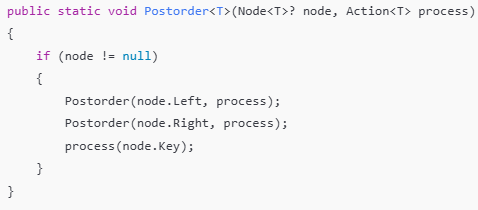 public static void Postorder<T>(Node<T>? node, Action<T> process)
{
    if (node != null)
    {
        Postorder(node.Left, process);
        Postorder(node.Right, process);
        process(node.Key);
    }
}